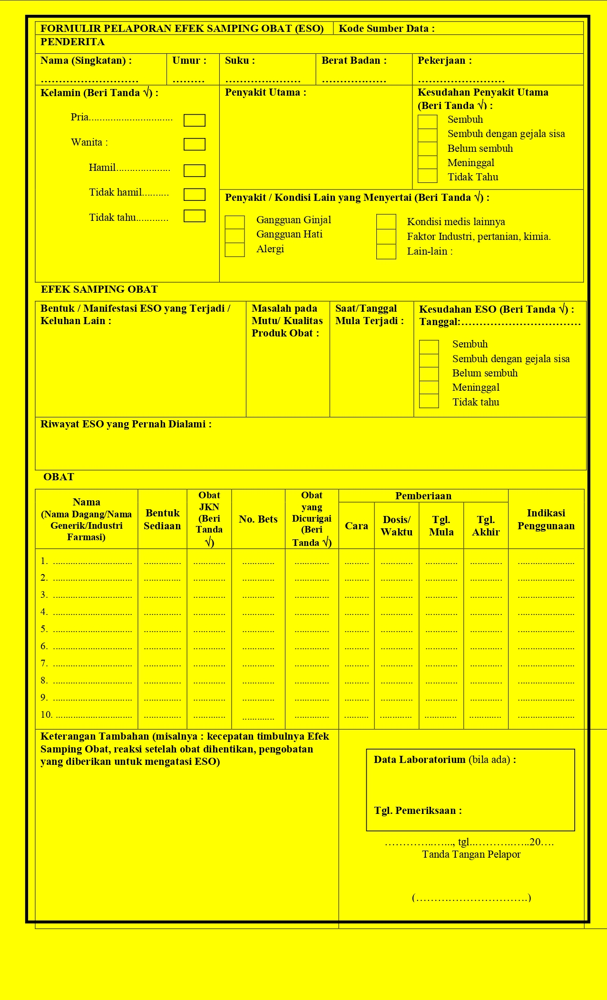 FORMULIR PELAPORAN EFEK SAMPING OBAT (ESO)
Kode Sumber Data :
PENDERITA
Nama (Singkatan) :
...........................
Umur :
.........
Suku :
.....................
Berat Badan :
..................
Pekerjaan :
........................
Kelamin (Beri Tanda √) :
Pria...............................
Wanita :
Hamil....................
Tidak hamil..........
Tidak tahu............
Penyakit Utama :
Kesudahan Penyakit Utama
(Beri Tanda √) :
Sembuh
Sembuh dengan gejala sisa
Belum sembuh
Meninggal
Tidak Tahu
Penyakit / Kondisi Lain yang Menyertai (Beri Tanda √) :
Gangguan Ginjal
Gangguan Hati
Alergi
Kondisi medis lainnya
Faktor Industri, pertanian, kimia.
Lain-lain :
EFEK SAMPING OBAT
Bentuk / Manifestasi ESO yang Terjadi /
Keluhan Lain :
Masalah pada
Mutu/ Kualitas
Produk Obat :
Saat/Tanggal
Mula Terjadi :
Kesudahan ESO (Beri Tanda √) :
Tanggal:.................................
Sembuh
Sembuh dengan gejala sisa
Belum sembuh
Meninggal
Tidak tahu
Riwayat ESO yang Pernah Dialami :
OBAT
Nama
(Nama Dagang/Nama
Generik/Industri
Farmasi)
Bentuk
Sediaan
Obat
JKN
(Beri
Tanda
√)
No. Bets
Obat
yang
Dicurigai
(Beri
Tanda √)
Pemberiaan
Cara
Dosis/
Waktu
Tgl.
Mula
Tgl.
Akhir
Indikasi
Penggunaan
1. ................................ ............... ............. ............. .............. .......... ............. ............. ............. .......................
2. ................................ ............... ............. ............. .............. .......... ............. ............. ............. .......................
3. ................................ ............... ............. ............. .............. .......... ............. ............. ............. .......................
4. ................................ ............... ............. ............. .............. .......... ............. ............. ............. .......................
5. ................................ ............... ............. ............. .............. .......... ............. ............. ............. .......................
6. ................................ ............... ............. ............. .............. .......... ............. ............. ............. .......................
7. ................................ ............... ............. ............. .............. .......... ............. ............. ............. .......................
8. ................................ ............... ............. ............. .............. .......... ............. ............. ............. .......................
9. ................................ ............... ............. ............. .............. .......... ............. ............. ............. .......................
10. ............................... ............... ............. ............. .............. .......... ............. ............. ............. .......................
Keterangan Tambahan (misalnya : kecepatan timbulnya Efek
Samping Obat, reaksi setelah obat dihentikan, pengobatan
yang diberikan untuk mengatasi ESO)
Data Laboratorium (bila ada) :
Tgl. Pemeriksaan :
...................., tgl...................20....
Tanda Tangan Pelapor
(...............................)